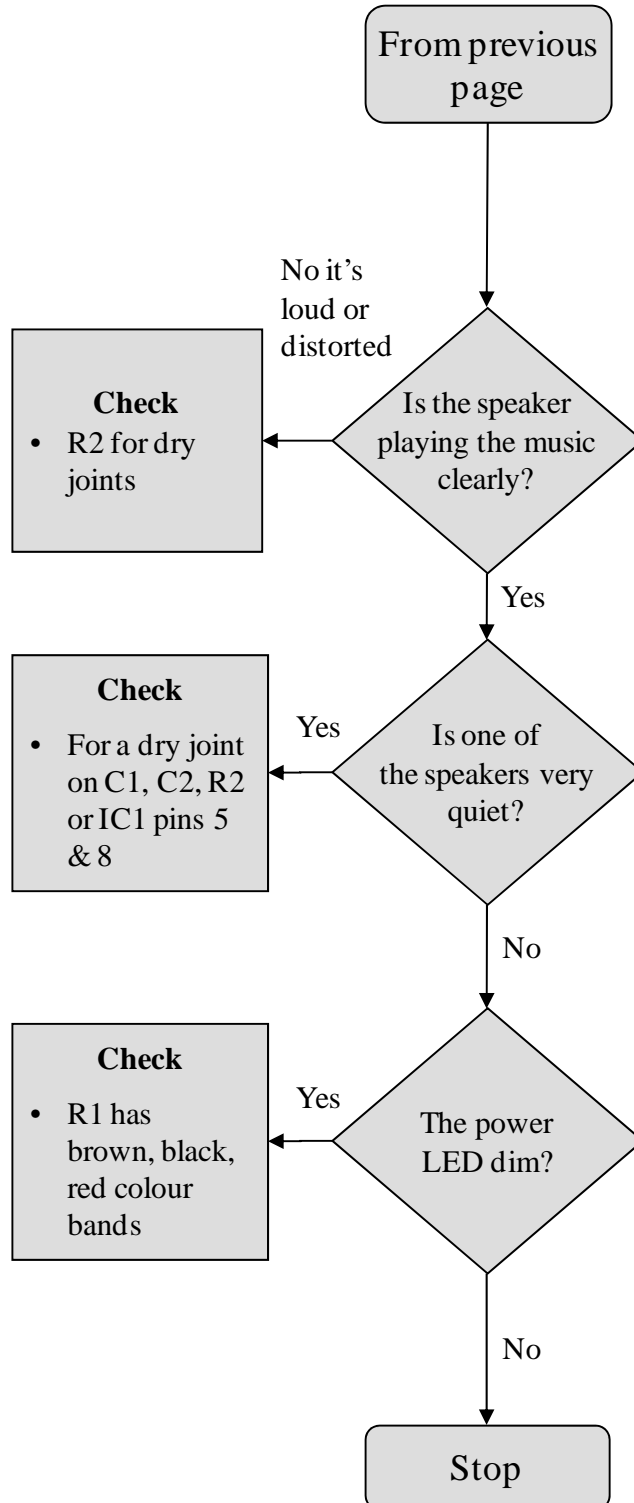 From previous
page
No it's
loud or
distorted
Check
• R2 for dry
joints
Is the speaker
playing the music
clearly?
Yes
Check
• For a dry joint
on C1, C2, R2
or IC1 pins 5
& 8
Yes
Is one of
the speakers very
quiet?
No
Check
• R1 has
brown, black,
red colour
bands
Yes
The power
LED dim?
No
Stop